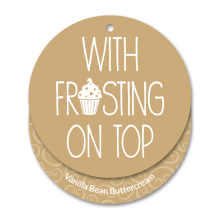 WITH
FROSTING
ON TOP
Vanilla Bean Buttercream